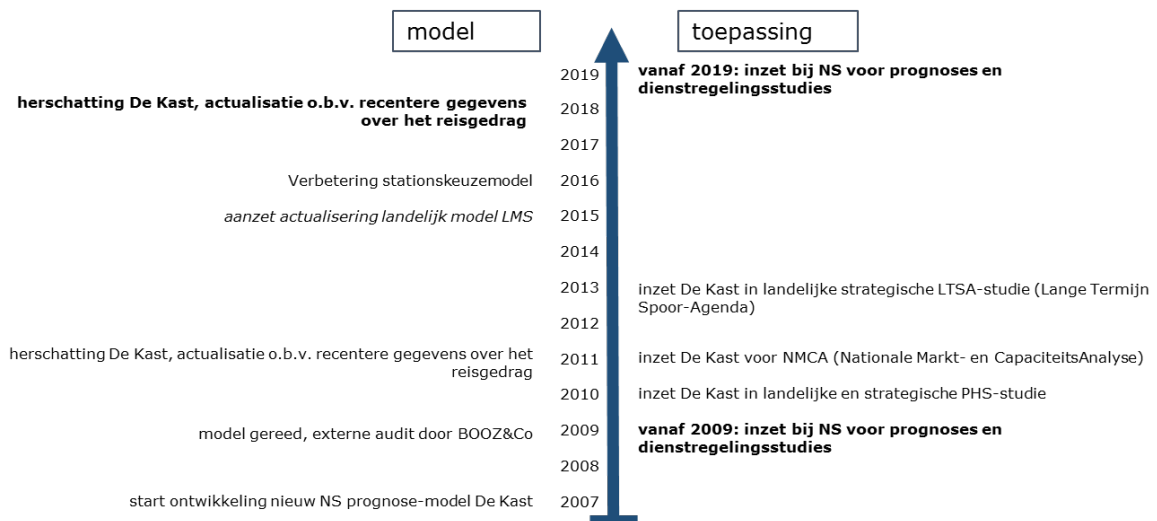 model
toepassing
2019
vanaf 2019: inzet bij NS voor prognoses en
dienstregelingsstudies
herschatting De Kast, actualisatie o.b.v. recentere gegevens
over het reisgedrag
2018
2017
Verbetering stationskeuzemodel
2016
aanzet actualisering landelijk model LMS
2015
2014
2013
inzet De Kast in landelijke strategische LTSA-studie (Lange Termijn
Spoor-Agenda)
2012
herschatting De Kast, actualisatie o.b.v. recentere gegevens over het
reisgedrag
2011
inzet De Kast voor NMCA (Nationale Markt- en CapaciteitsAnalyse)
2010
inzet De Kast in landelijke en strategische PHS-studie
model gereed, externe audit door BOOZ&Co
2009
vanaf 2009: inzet bij NS voor prognoses en
dienstregelingsstudies
2008
start ontwikkeling nieuw NS prognose-model De Kast
2007